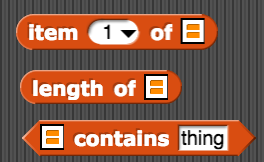 item 1 of
length of
contains thing